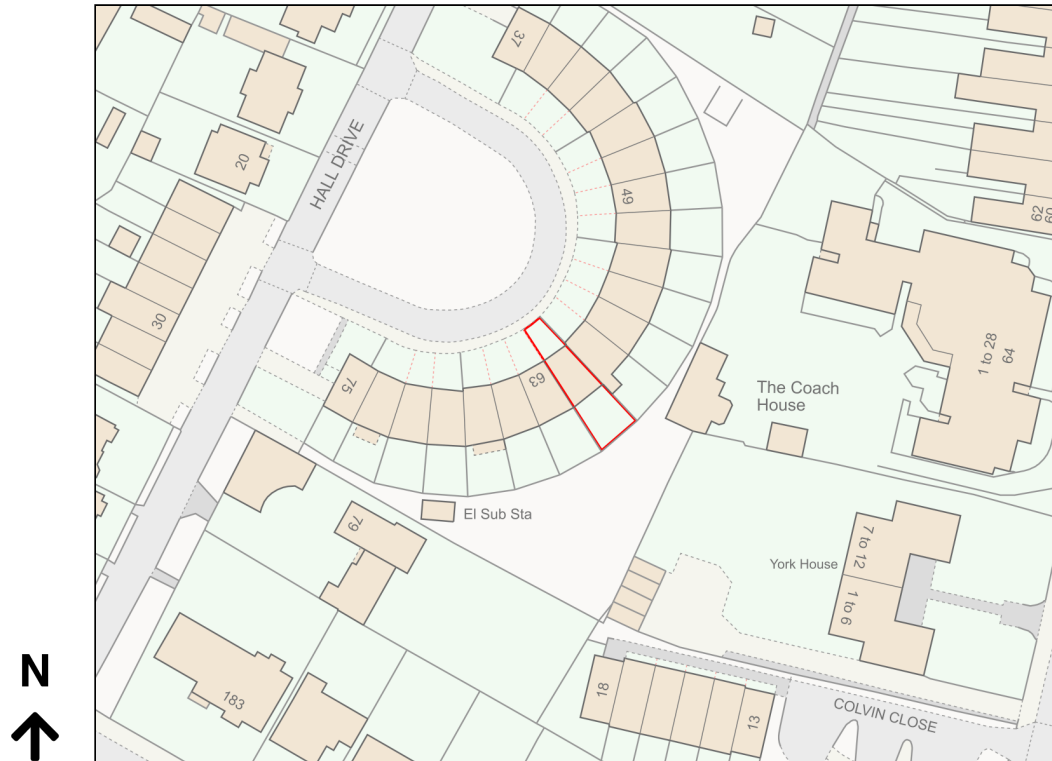 37
20
HALL DRIVE
49
62
30
1 to 28
64
63
75
The Coach
House
El Sub Sta
79
7 to 12
York House
1 to 6
N
183
18
13
COLVIN CLOSE